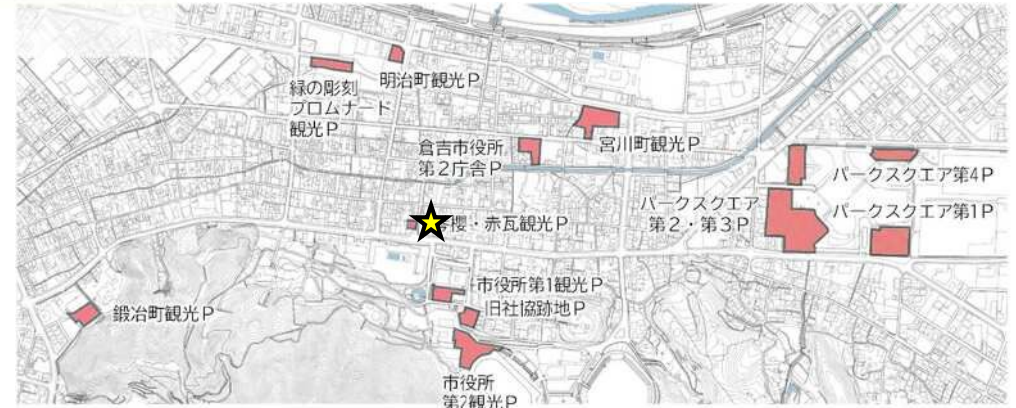 明治町観光P
緑の彫刻
プロムナード
観光P
宮川町観光P
倉吉市役所
第2庁舎P
パークスクエア第4P
パークスクエア
第2・第3P
パークスクエア第1P
櫻・赤瓦観光P
市役所第1観光P
旧社協跡地P
鍛冶町観光P
市役所
第2観光P